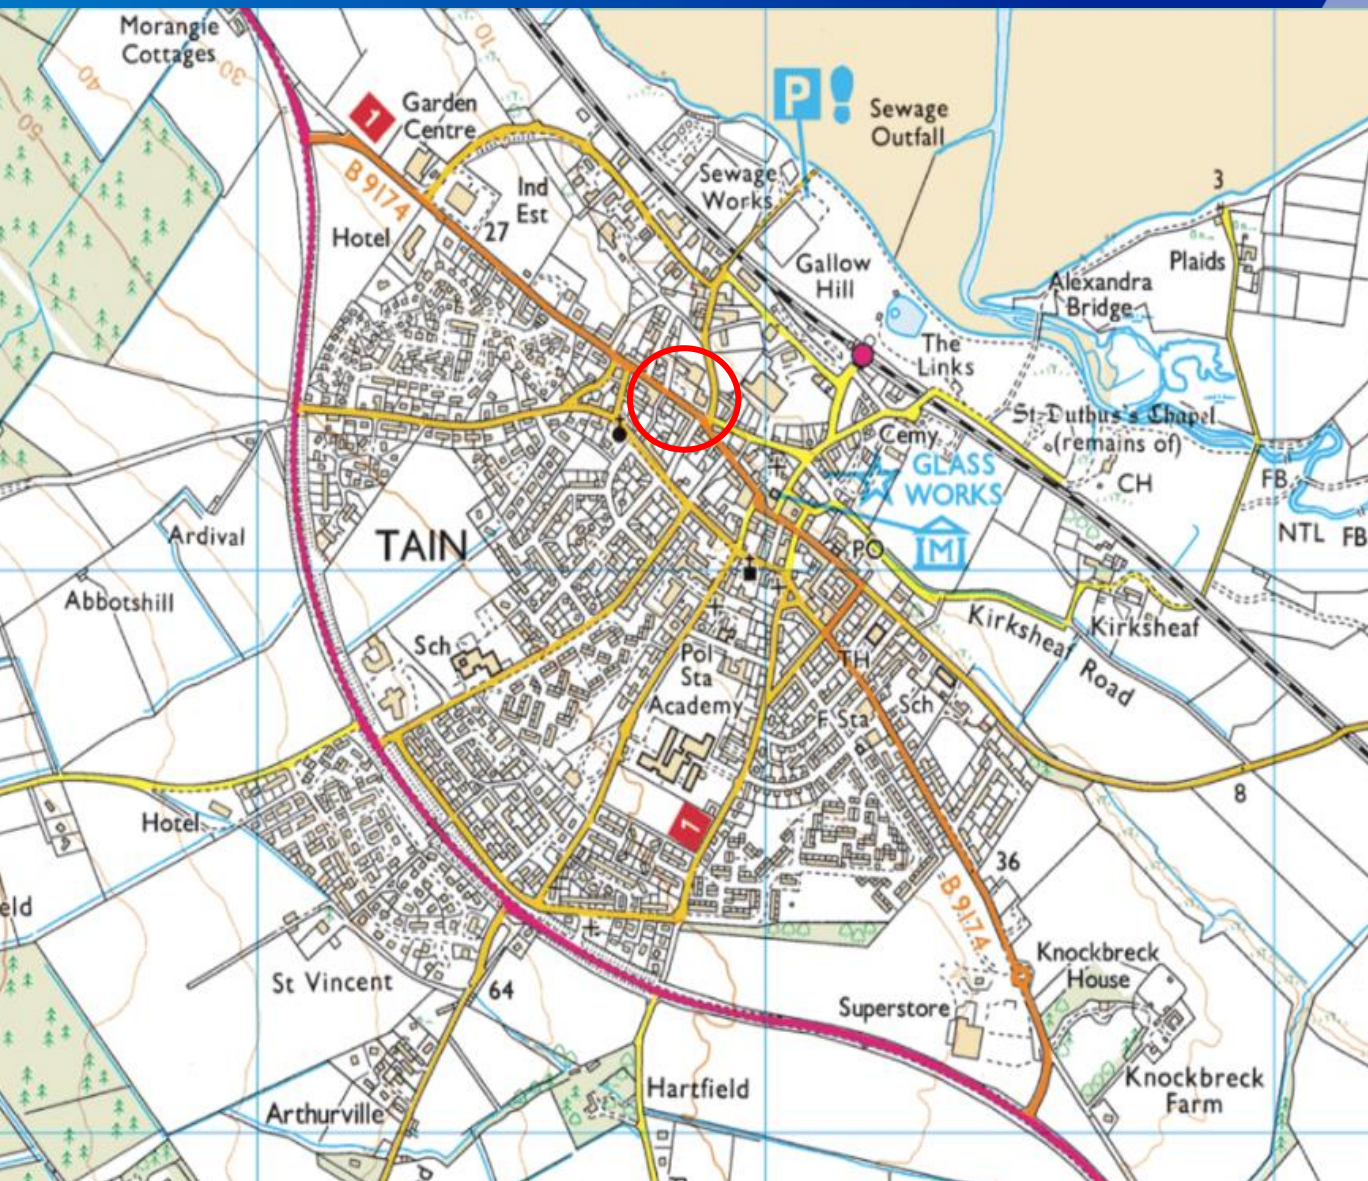 Morangie
Cottages
10
40
30
50
1
Garden
Centre
B 9174
P
Sewage
Outfall
Sewage
Works
Ind
Est
27
Hotel
3
Plaids
Gallow
Hill
Alexandra
Bridge
The
Links
St Duthus's Chapel
(remains of)
Cemy
GLASS
WORKS
CH
FB
NTL
FB
M
PO
Ardival
TAIN
Abbotshill
Kirksheaf
Road
Kirksheaf
Sch
Pol
Sta
Academy
TH
Sch
F Sta
8
Hotel
1
36
B 9174
eld
St Vincent
64
Knockbreck
House
Superstore
Hartfield
Knockbreck
Farm
Arthurville